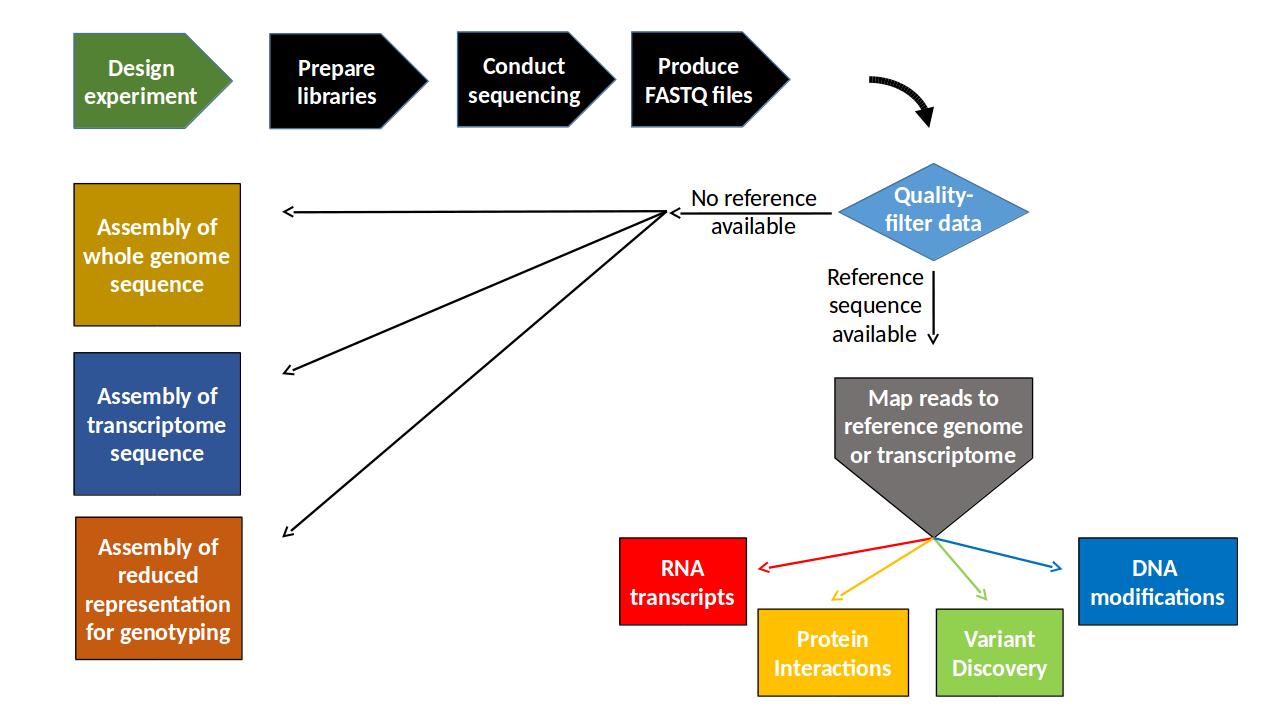 Design
experiment
Prepare
libraries
Conduct
sequencing
Produce
FASTQ files
Quality-
filter data
No reference
available
Reference
sequence
available
Assembly of
whole genome
sequence
Assembly of
transcriptome
sequence
Assembly of
reduced
representation
for genotyping
Map reads to
reference genome
or transcriptome
RNA
transcripts
Protein
Interactions
Variant
Discovery
DNA
modifications